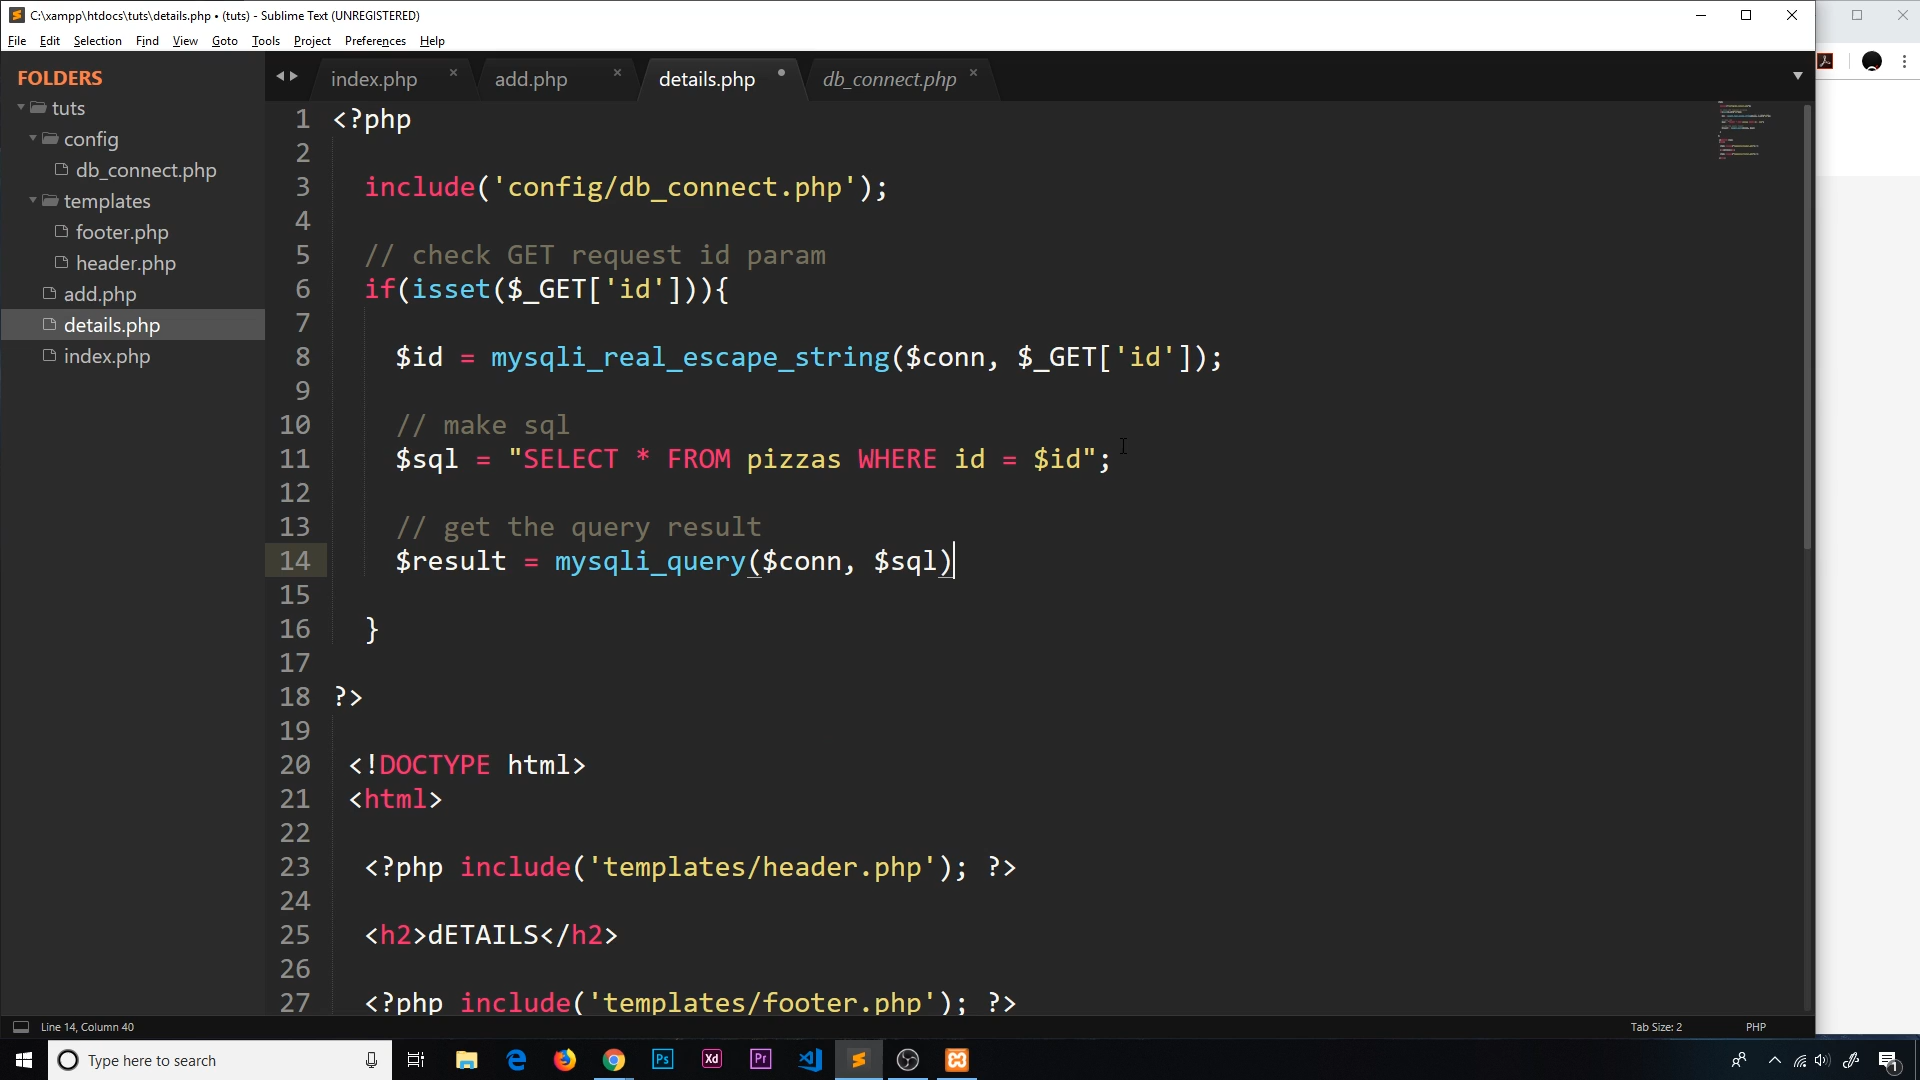 C:\xampp\htdocs\tuts\details.php • (tuts) - Sublime Text (UNREGISTERED)
File Edit Selection Find View Goto Tools Project Preferences Help
FOLDERS
tuts
config
db_connect.php
templates
footer.php
header.php
add.php
details.php
index.php
index.php × add.php × details.php • db_connect.php ×
1 <?php
2
3 include('config/db_connect.php');
4
5 // check GET request id param
6 if(isset($_GET['id'])){
7
8 $id = mysqli_real_escape_string($conn, $_GET['id']);
9
10 // make sql
11 $sql = "SELECT * FROM pizzas WHERE id = $id";
12
13 // get the query result
14 $result = mysqli_query($conn, $sql)
15
16 }
17
18 ?>
19
20 <!DOCTYPE html>
21 <html>
22
23 <?php include('templates/header.php'); ?>
24
25 <h2>dETAILS</h2>
26
27 <?php include('templates/footer.php'); ?>
Line 14, Column 40
Tab Size: 2 PHP
Type here to search
Ps Xd Pr
1